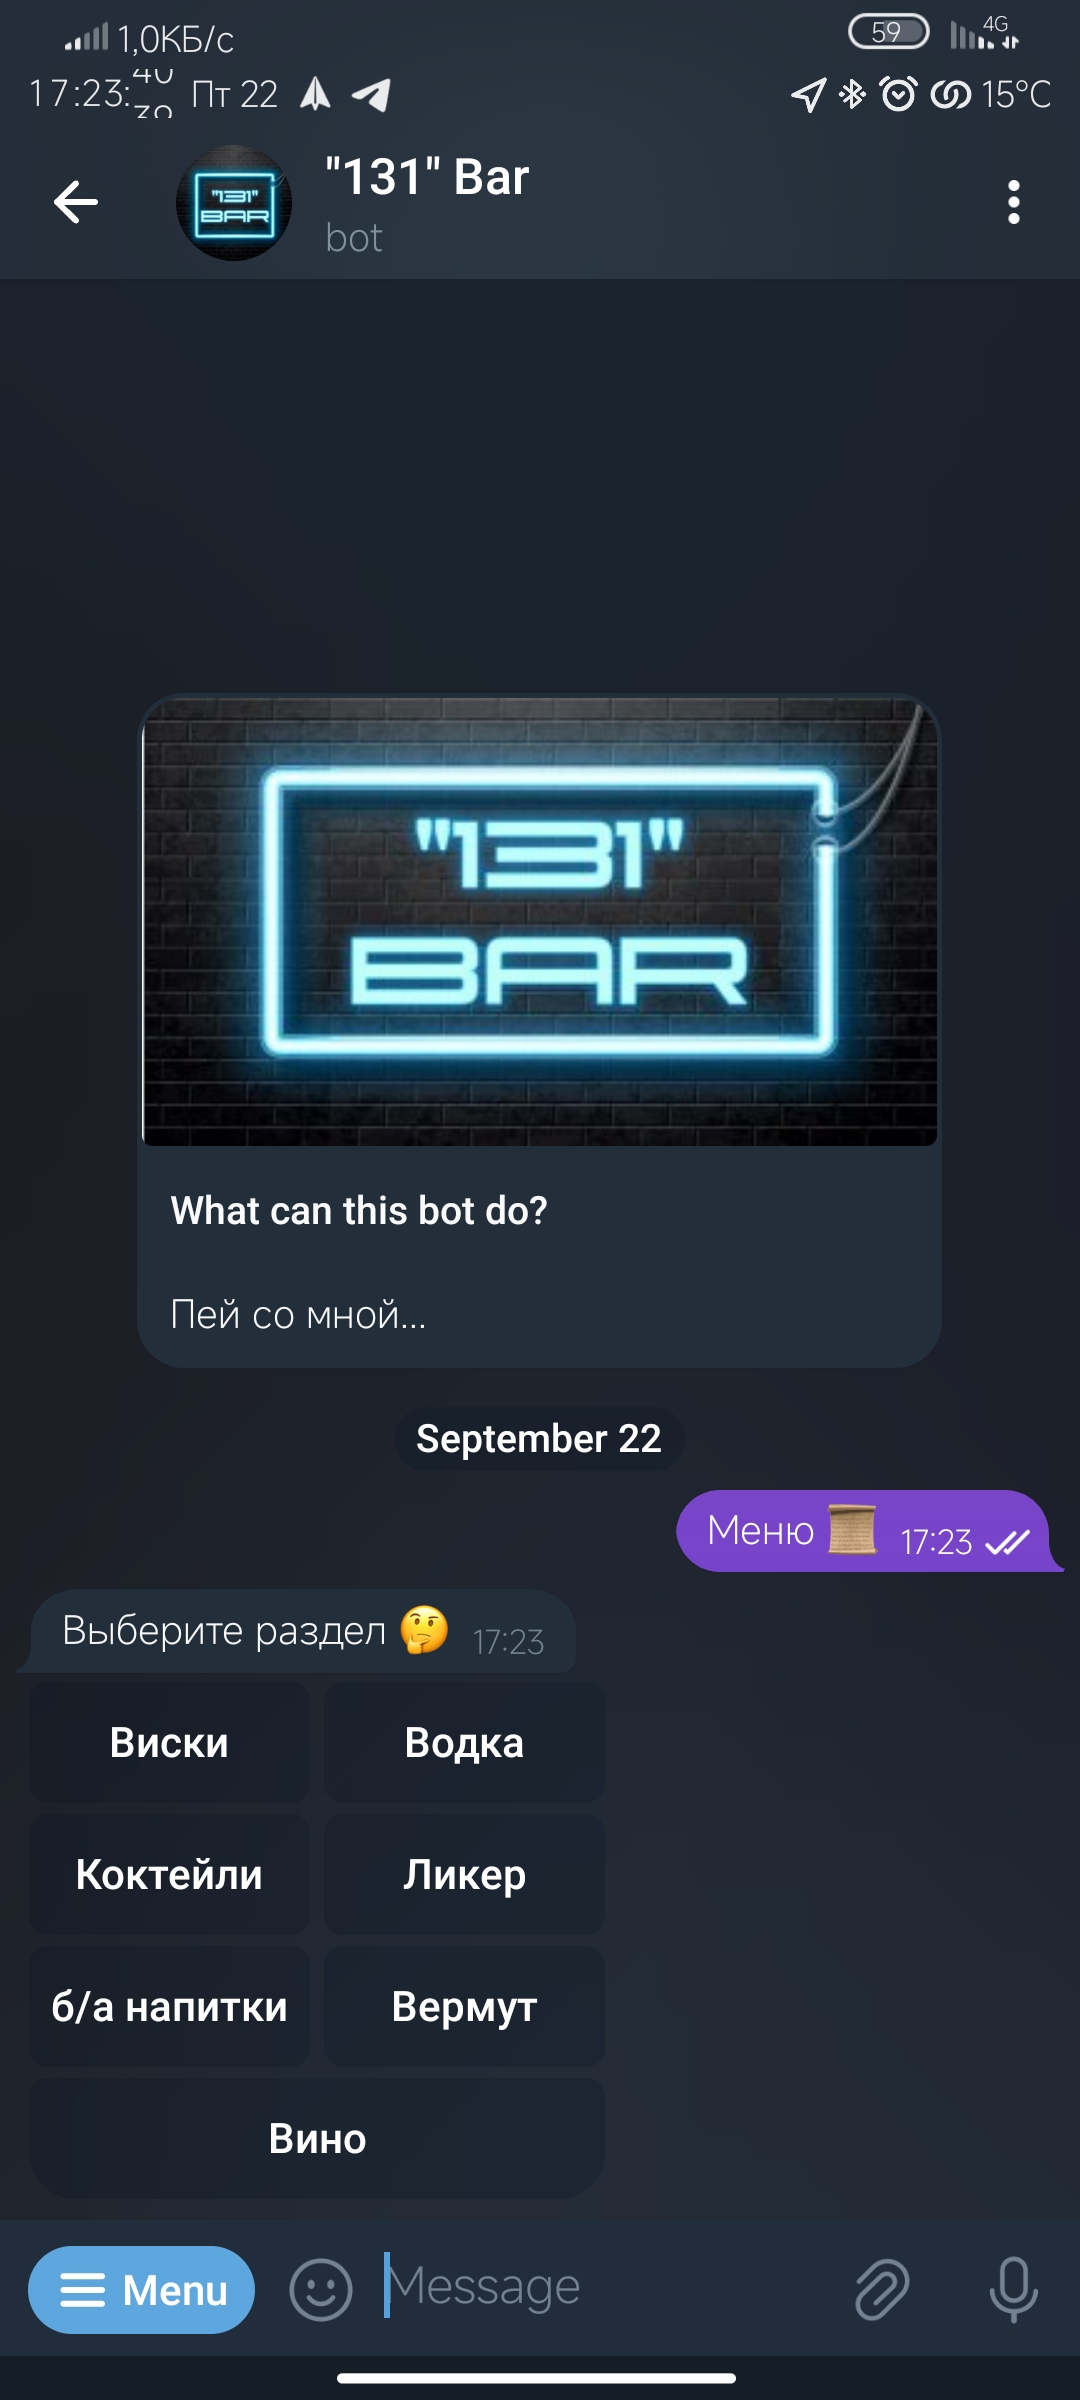 1,0КБ/с
59
4G
17:23:
Пт 22
15°C
"131"
BAR
"131" Bar
bot
"131"
BAR
What can this bot do?
Пей со мной...
September 22
Меню 📜 17:23
Выберите раздел 🤔 17:23
Виски
Водка
Коктейли
Ликер
б/а напитки
Вермут
Вино
Menu
Message